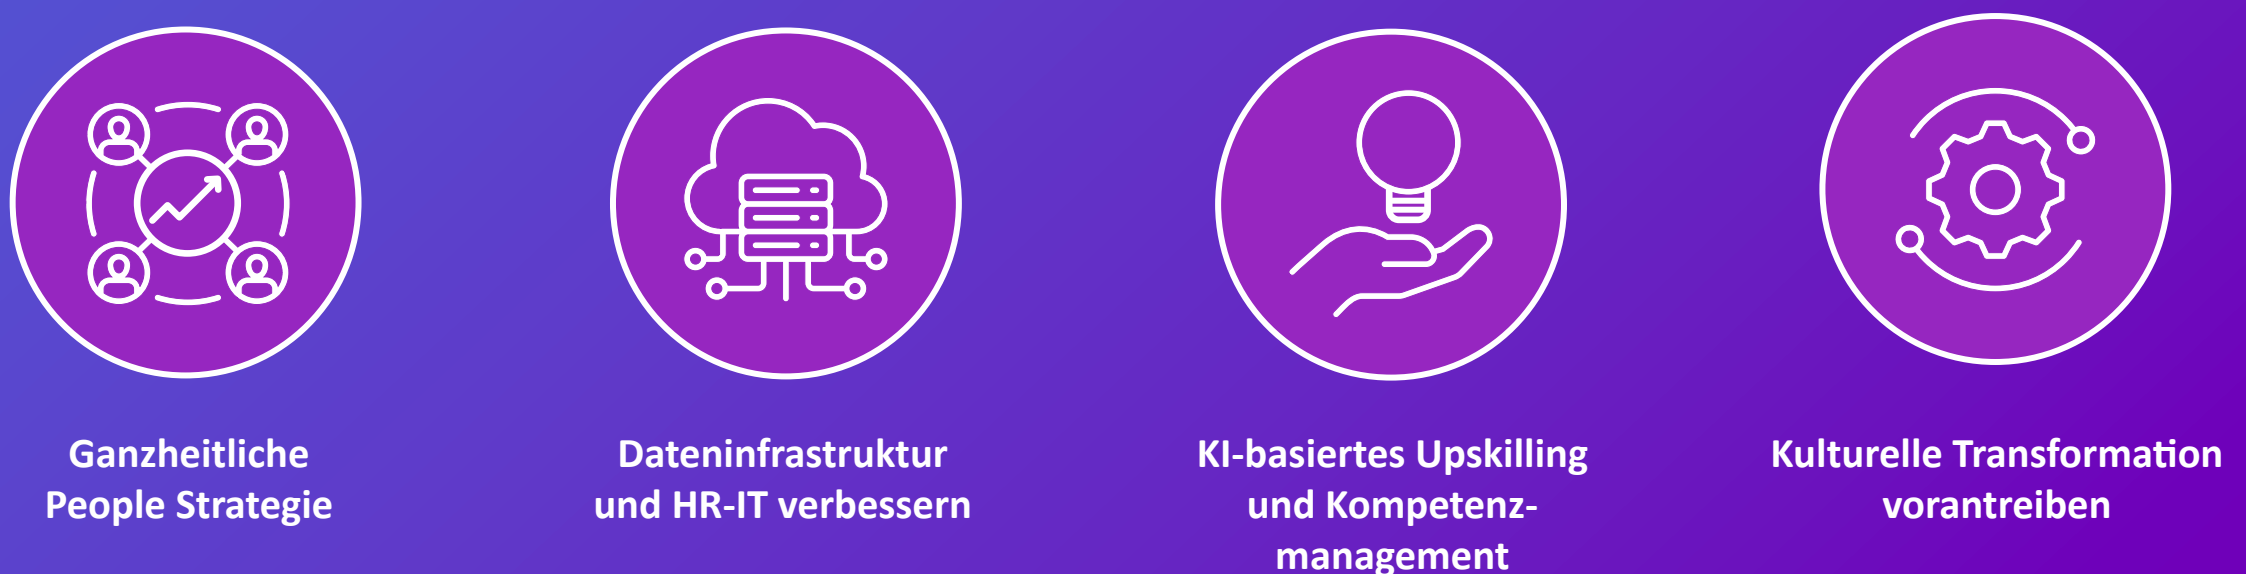 Ganzheitliche
People Strategie
Dateninfrastruktur
und HR-IT verbessern
KI-basiertes Upskilling
und Kompetenz-
management
Kulturelle Transformation
vorantreiben